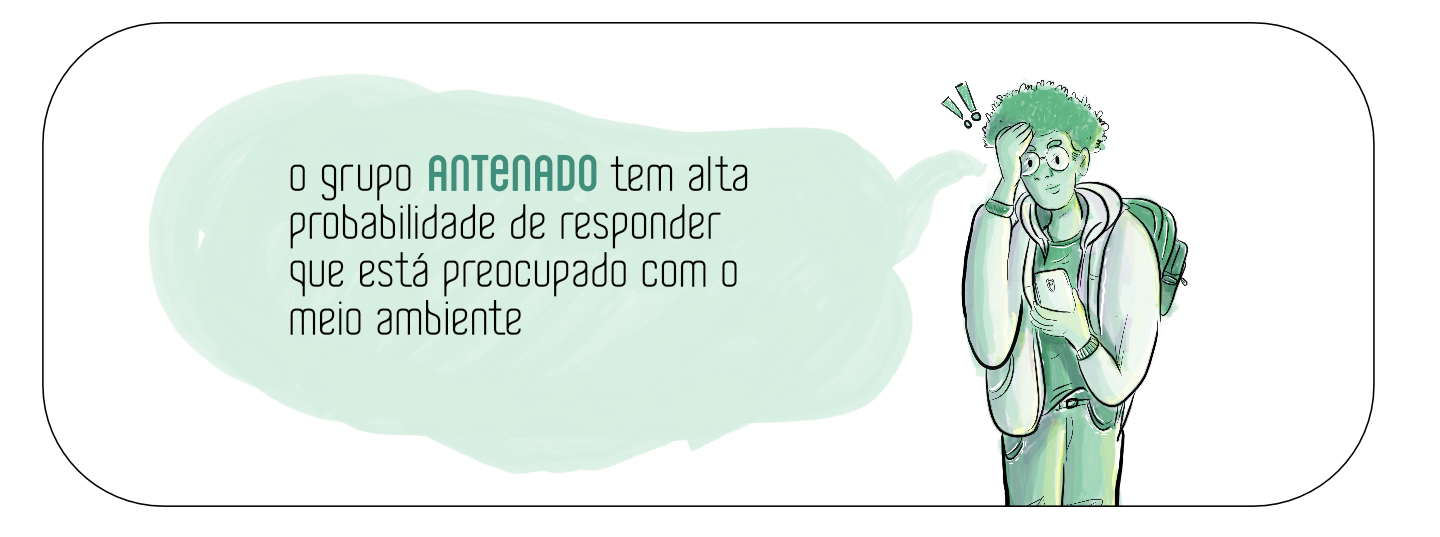 o grupo ANTENADO tem alta
probabilidade de responder
que está preocupado com o
meio ambiente